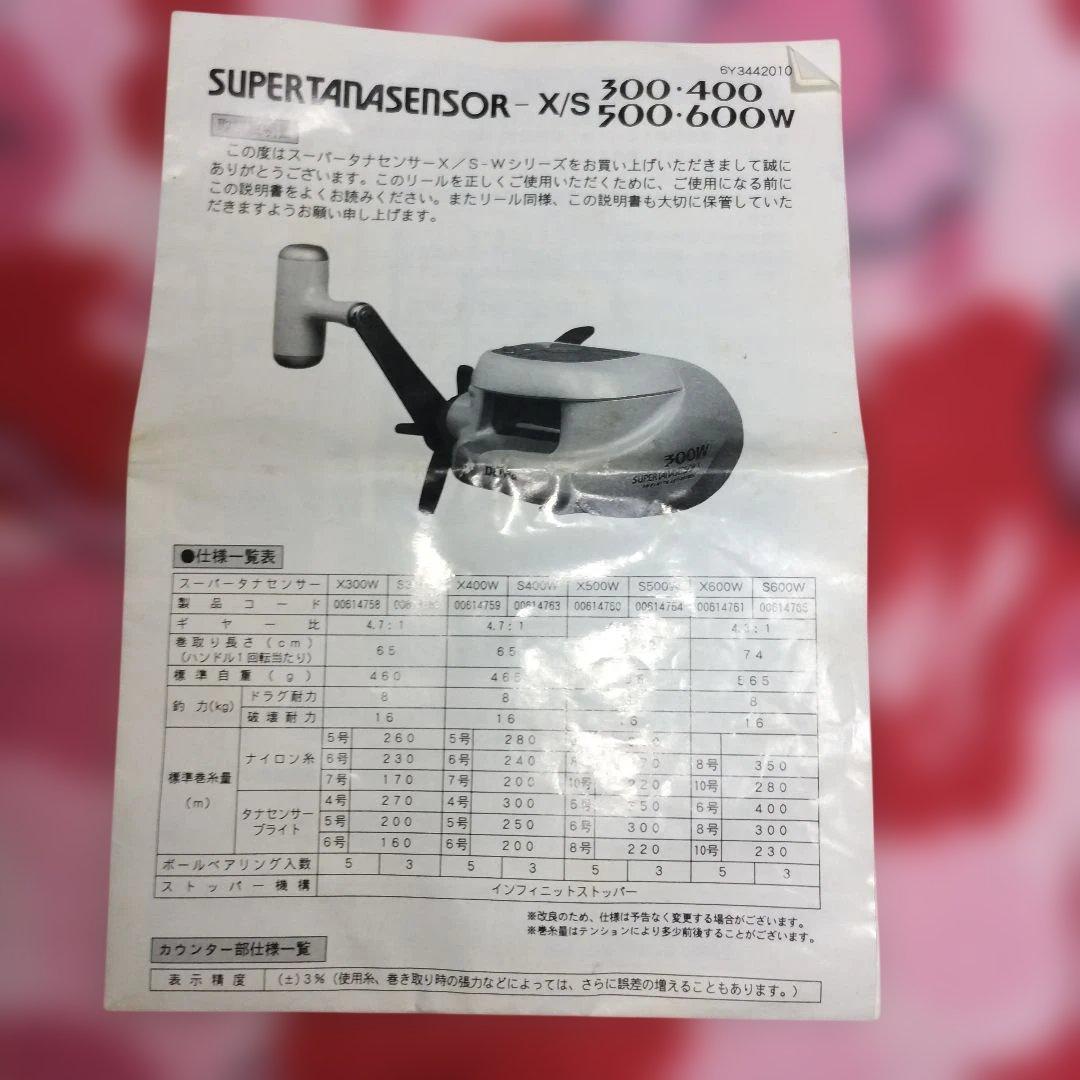 6Y3442010
SUPERTANASENSOR-X/S 300・400
500・600W
この度はスーパータナセンサーX／S-Wシリーズをお買い上げいただきまして誠に
ありがとうございます。このリールを正しくご使用いただくために、ご使用になる前に
この説明書をよくお読みください。またリール同様、この説明書も大切に保管していた
だきますようお願い申し上げます。
300W
SUPERTANASENSOR
●仕様一覧表
スーパータナセンサー X300W X400W S400W X500W S500W X600W S600W
製品コード 00614758 00614759 00614763 00614760 00614764 00614761 00614765
ギヤー比 4.7：1 4.7：1
巻取り長さ（cm）
（ハンドル1回転当たり） 65 65 74
標準自重（g） 460 465 565
釣力(kg) ドラグ耐力 8 8 8
破壊耐力 16 16 16
標準巻糸量
（m）
ナイロン糸 5号 260 5号 280
6号 230 6号 240 8号 350
7号 170 7号 200 10号 220 10号 280
タナセンサー
ブライト
4号 270 4号 300 6号 400
5号 200 5号 250 6号 300 8号 300
6号 160 6号 200 8号 220 10号 230
ボールベアリング入数 5 3 5 3 5 3 5 3
ストッパー機構 インフィニットストッパー
※改良のため、仕様は予告なく変更する場合がございます。
※巻糸量はテンションにより多少前後することがございます。
カウンター部仕様一覧
表示精度 （±）3％（使用糸、巻き取り時の張力などによっては、さらに誤差の増えることもあります。）